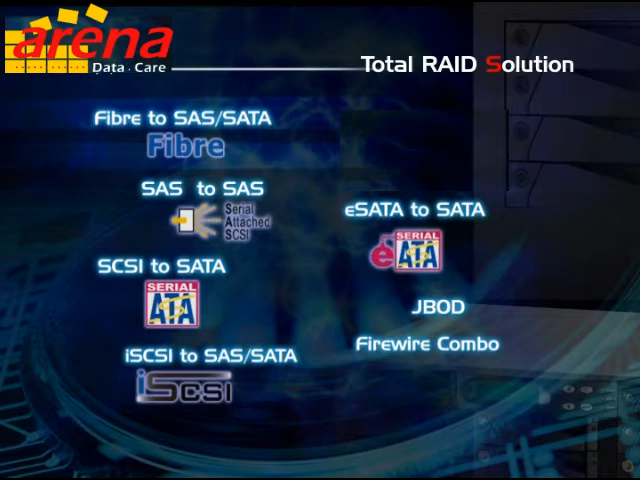 arena
Data · Care
Total RAID Solution
Fibre to SAS/SATA
Fibre
SAS to SAS
Serial
Attached
SCSI
SCSI to SATA
SERIAL
ATA
iSCSI to SAS/SATA
iSCSI
eSATA to SATA
SERIAL
eATA
JBOD
Firewire Combo